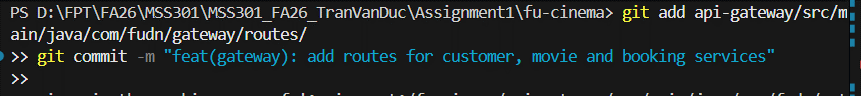 PS D:\FPT\FA26\MSS301\MSS301_FA26_TranVanDuc\Assignment1\fu-cinema> git add api-gateway/src/m
ain/java/com/fudn/gateway/routes/
>> git commit -m "feat(gateway): add routes for customer, movie and booking services"
>>